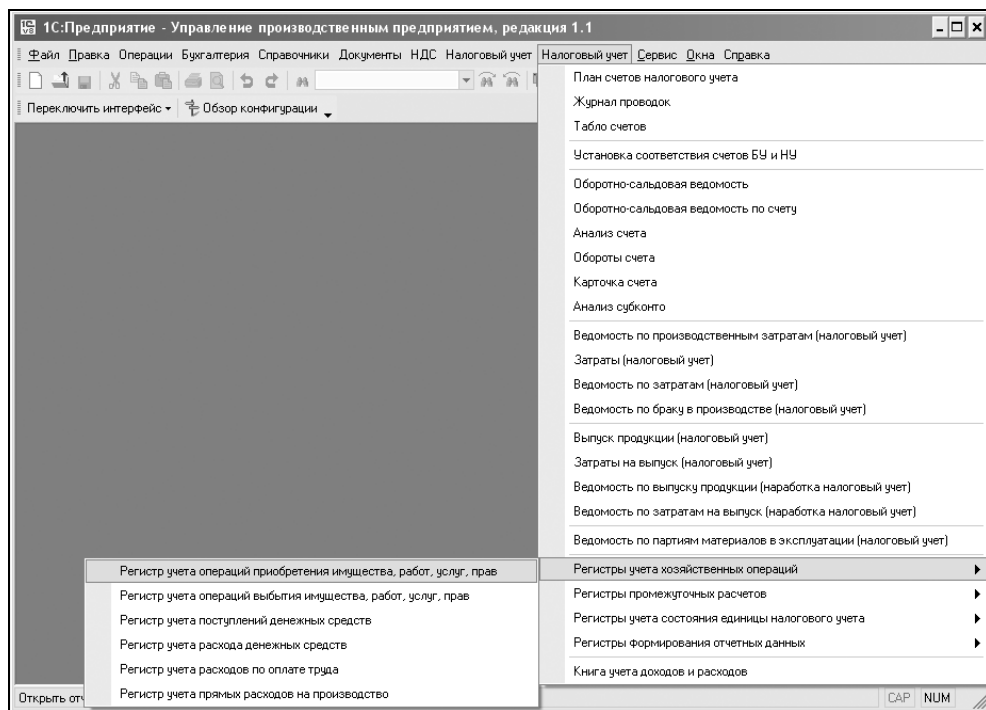 1С:Предприятие - Управление производственным предприятием, редакция 1.1
Файл Правка Операции Бухгалтерия Справочники Документы НДС Налоговый учет Налоговый учет Сервис Окна Справка
Переключить интерфейс Обзор конфигурации
План счетов налогового учета
Журнал проводок
Табло счетов
Установка соответствия счетов БУ и НУ
Оборотно-сальдовая ведомость
Оборотно-сальдовая ведомость по счету
Анализ счета
Обороты счета
Карточка счета
Анализ субконто
Ведомость по производственным затратам (налоговый учет)
Затраты (налоговый учет)
Ведомость по затратам (налоговый учет)
Ведомость по браку в производстве (налоговый учет)
Выпуск продукции (налоговый учет)
Затраты на выпуск (налоговый учет)
Ведомость по выпуску продукции (наработка налоговый учет)
Ведомость по затратам на выпуск (наработка налоговый учет)
Ведомость по партиям материалов в эксплуатации (налоговый учет)
Регистры учета хозяйственных операций
Регистры промежуточных расчетов
Регистры учета состояния единицы налогового учета
Регистры формирования отчетных данных
Книга учета доходов и расходов
Регистр учета операций приобретения имущества, работ, услуг, прав
Регистр учета операций выбытия имущества, работ, услуг, прав
Регистр учета поступлений денежных средств
Регистр учета расхода денежных средств
Регистр учета расходов по оплате труда
Регистр учета прямых расходов на производство
Открыть от
CAP NUM